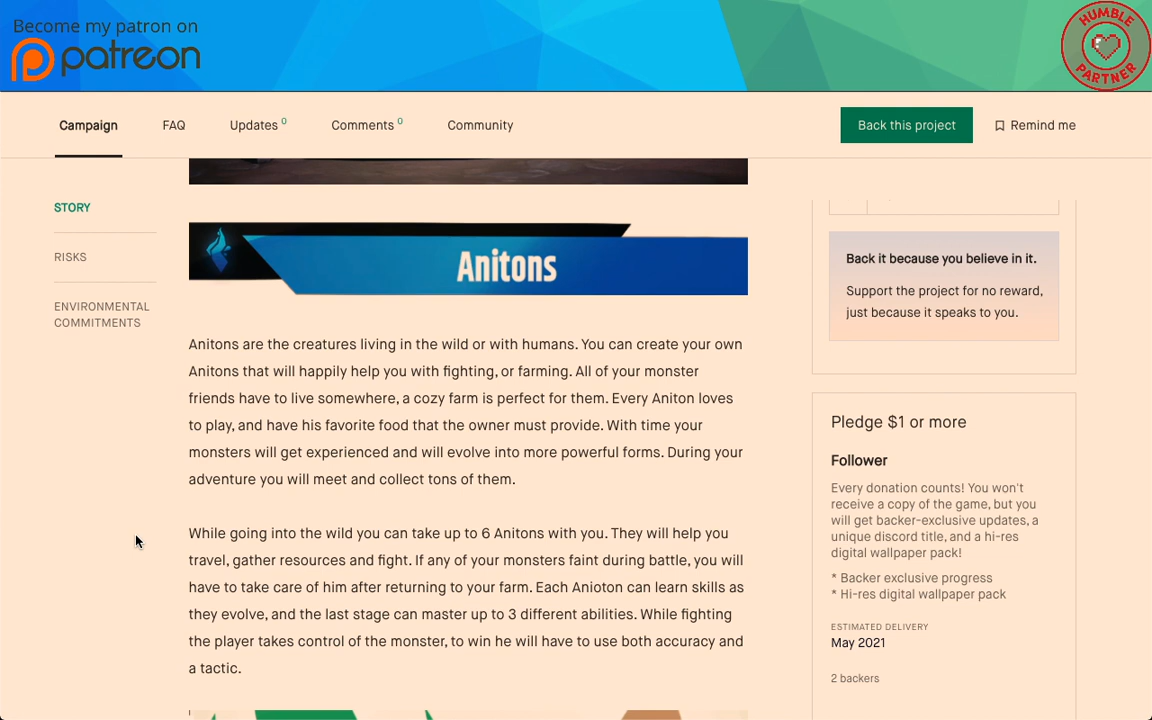 Become my patron on
patreon
HUMBLE
PARTNER
Campaign
FAQ
Updates 0
Comments 0
Community
Back this project
Remind me
STORY
RISKS
ENVIRONMENTAL
COMMITMENTS
Anitons
Anitons are the creatures living in the wild or with humans. You can create your own
Anitons that will happily help you with fighting, or farming. All of your monster
friends have to live somewhere, a cozy farm is perfect for them. Every Aniton loves
to play, and have his favorite food that the owner must provide. With time your
monsters will get experienced and will evolve into more powerful forms. During your
adventure you will meet and collect tons of them.
While going into the wild you can take up to 6 Anitons with you. They will help you
travel, gather resources and fight. If any of your monsters faint during battle, you will
have to take care of him after returning to your farm. Each Anioton can learn skills as
they evolve, and the last stage can master up to 3 different abilities. While fighting
the player takes control of the monster, to win he will have to use both accuracy and
a tactic.
Back it because you believe in it.
Support the project for no reward,
just because it speaks to you.
Pledge $1 or more
Follower
Every donation counts! You won't
receive a copy of the game, but you
will get backer-exclusive updates, a
unique discord title, and a hi-res
digital wallpaper pack!
* Backer exclusive progress
* Hi-res digital wallpaper pack
ESTIMATED DELIVERY
May 2021
2 backers